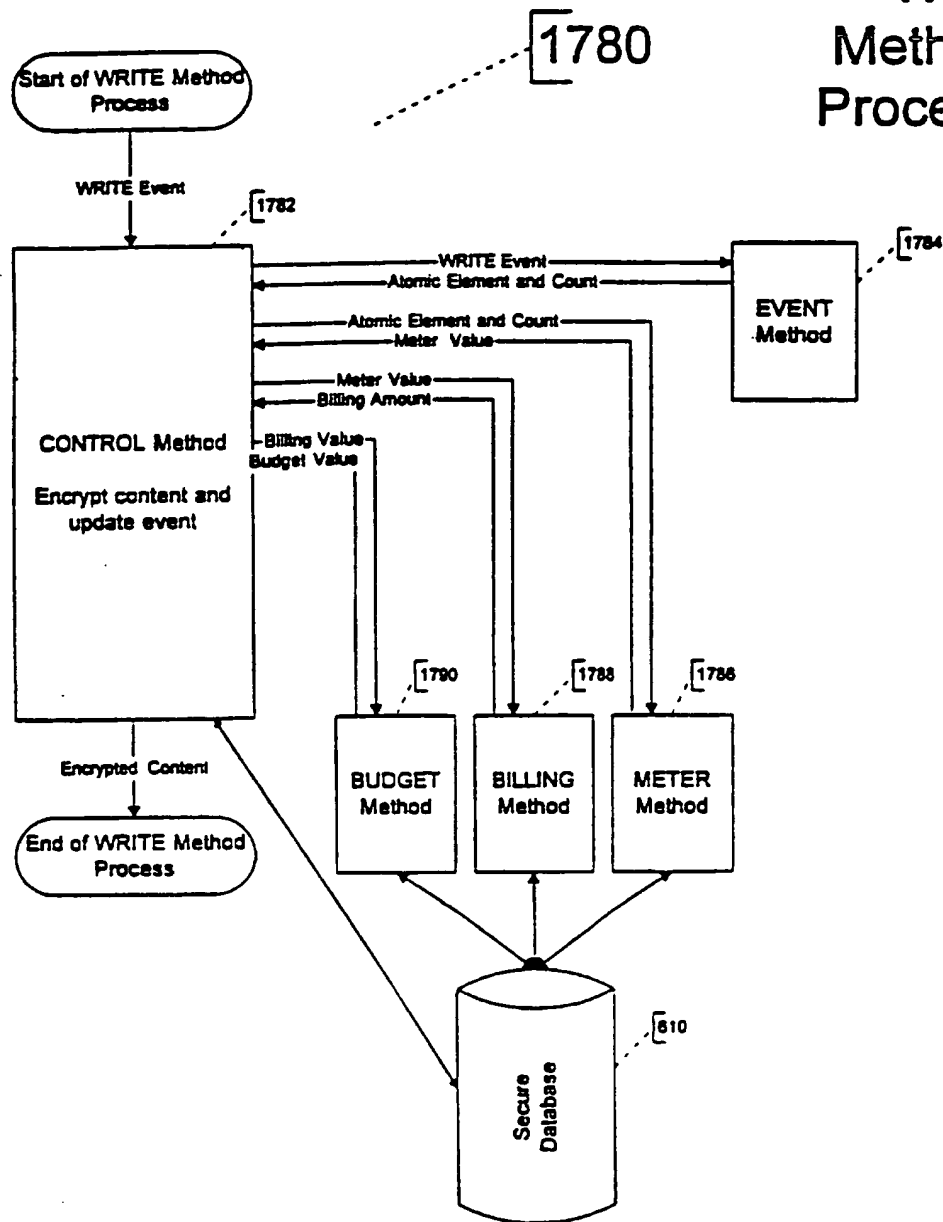 1780
Meth
Proce
Start of WRITE Method
Process
WRITE Event
1782
WRITE Event
Atomic Element and Count
1784
EVENT
Method
Atomic Element and Count
Meter Value
Meter Value
Billing Amount
CONTROL Method
Encrypt content and
update event
Billing Value
Budget Value
1790
1788
1786
BUDGET
Method
BILLING
Method
METER
Method
Encrypted Content
End of WRITE Method
Process
Secure
Database
610